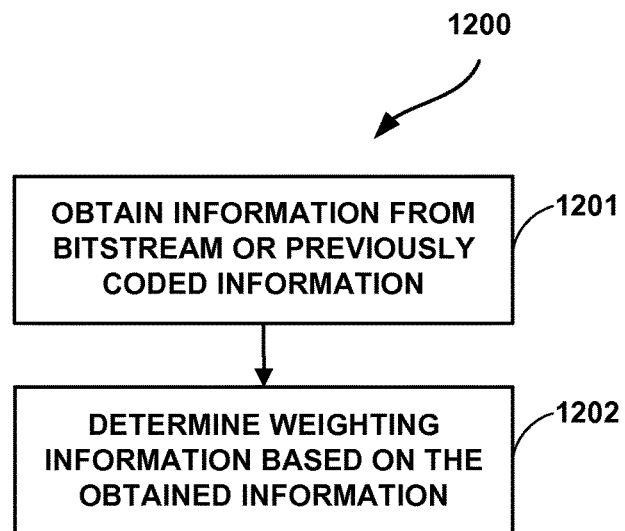 1200
OBTAIN INFORMATION FROM
BITSTREAM OR PREVIOUSLY
CODED INFORMATION
1201
DETERMINE WEIGHTING
INFORMATION BASED ON THE
OBTAINED INFORMATION
1202